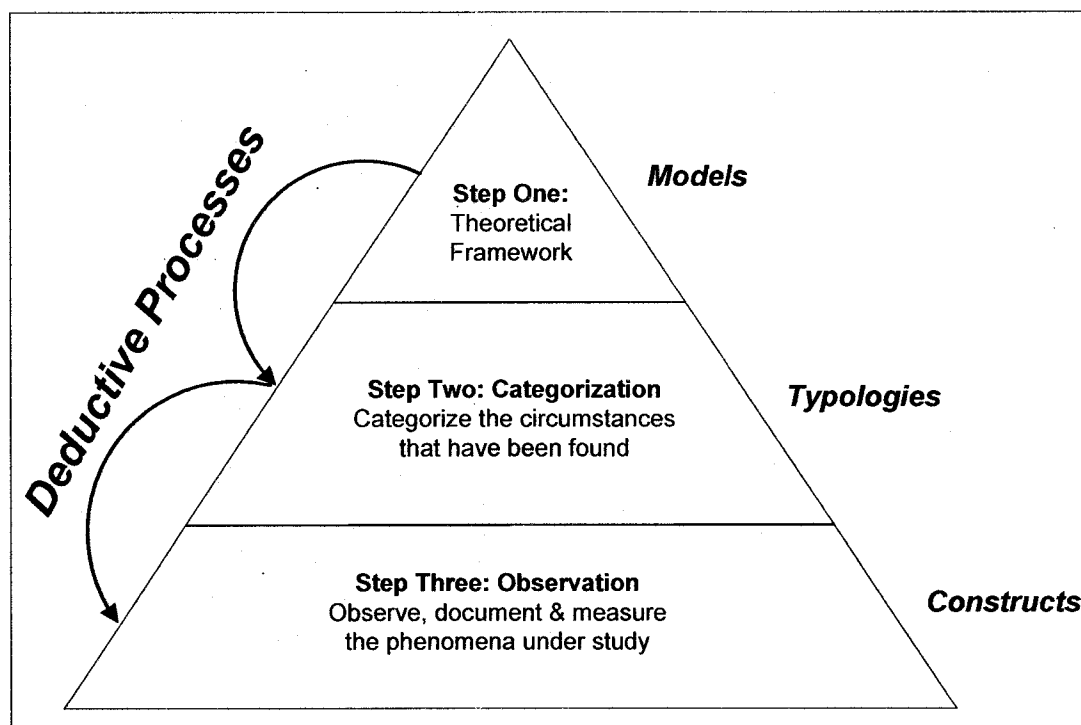 Deductive Processes
Step One:
Theoretical
Framework
Models
Step Two: Categorization
Categorize the circumstances
that have been found
Typologies
Step Three: Observation
Observe, document & measure
the phenomena under study
Constructs